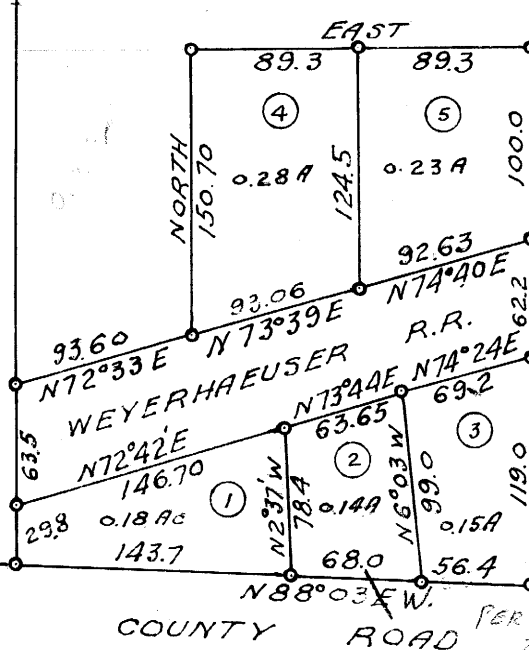 EAST
89.3 89.3
④ ⑤
NORTH
150.70
0.28 A
124.5
0.23 A
100.0
92.63
N74°40E
93.06
N73°39E
93.60
N72°33E
62.2
WEYERHAEUSER R.R.
N74°24E
69.2
N73°44E
63.65
N72°42'E
146.70
63.5
29.8
① ② ③
0.18 Ac
N2°37'W
78.4
0.14A
N6°03W
99.0
0.15A
119.0
143.7
68.0
56.4
N88°03EW.
COUNTY ROAD
PER